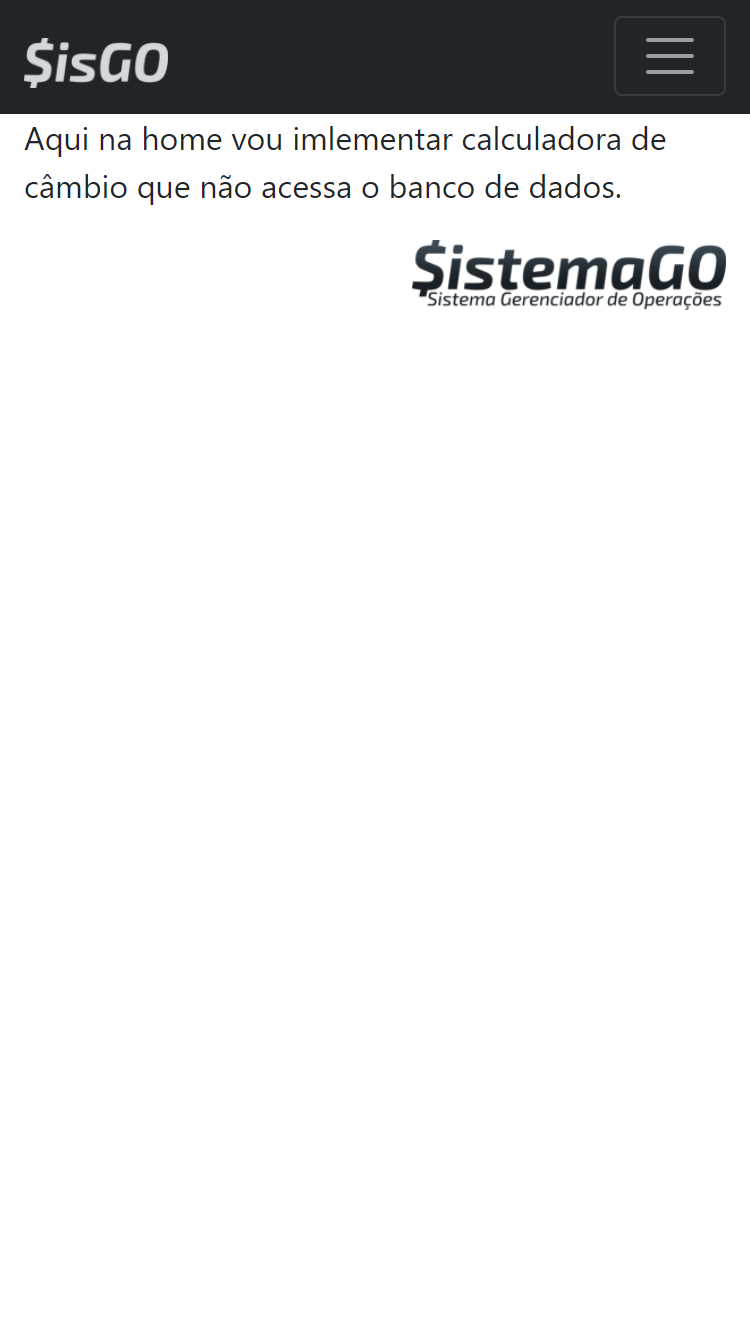 $isGO
Aqui na home vou imlementar calculadora de
câmbio que não acessa o banco de dados.
$istemaGO
Sistema Gerenciador de Operações